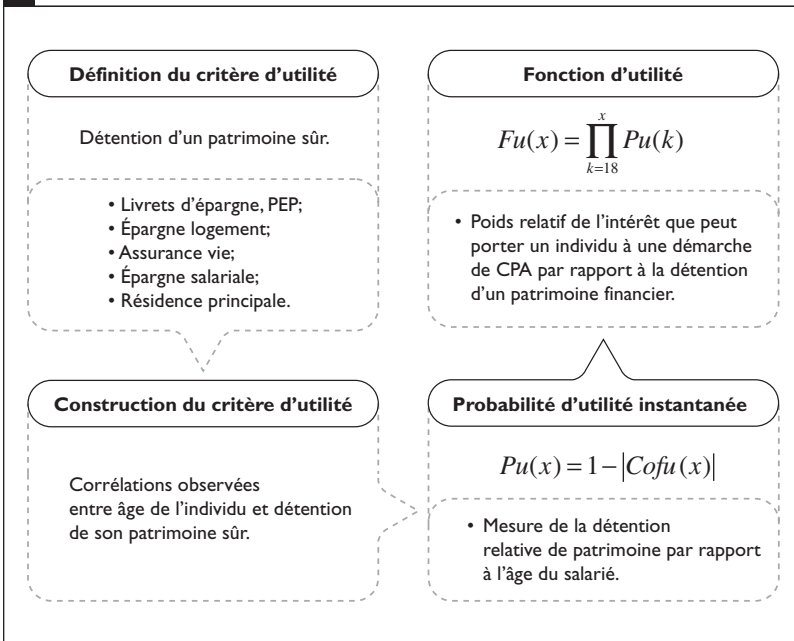 Définition du critère d'utilité
Détention d'un patrimoine sûr.
• Livrets d'épargne, PEP;
• Épargne logement;
• Assurance vie;
• Épargne salariale;
• Résidence principale.
Construction du critère d'utilité
Corrélations observées
entre âge de l'individu et détention
de son patrimoine sûr.
Probabilité d'utilité instantanée
Pu(x) = 1 − |Cofu(x)|
• Mesure de la détention
relative de patrimoine par rapport
à l'âge du salarié.
Fonction d'utilité
Fu(x) = ∏_{k=18}^{x} Pu(k)
• Poids relatif de l'intérêt que peut
porter un individu à une démarche
de CPA par rapport à la détention
d'un patrimoine financier.